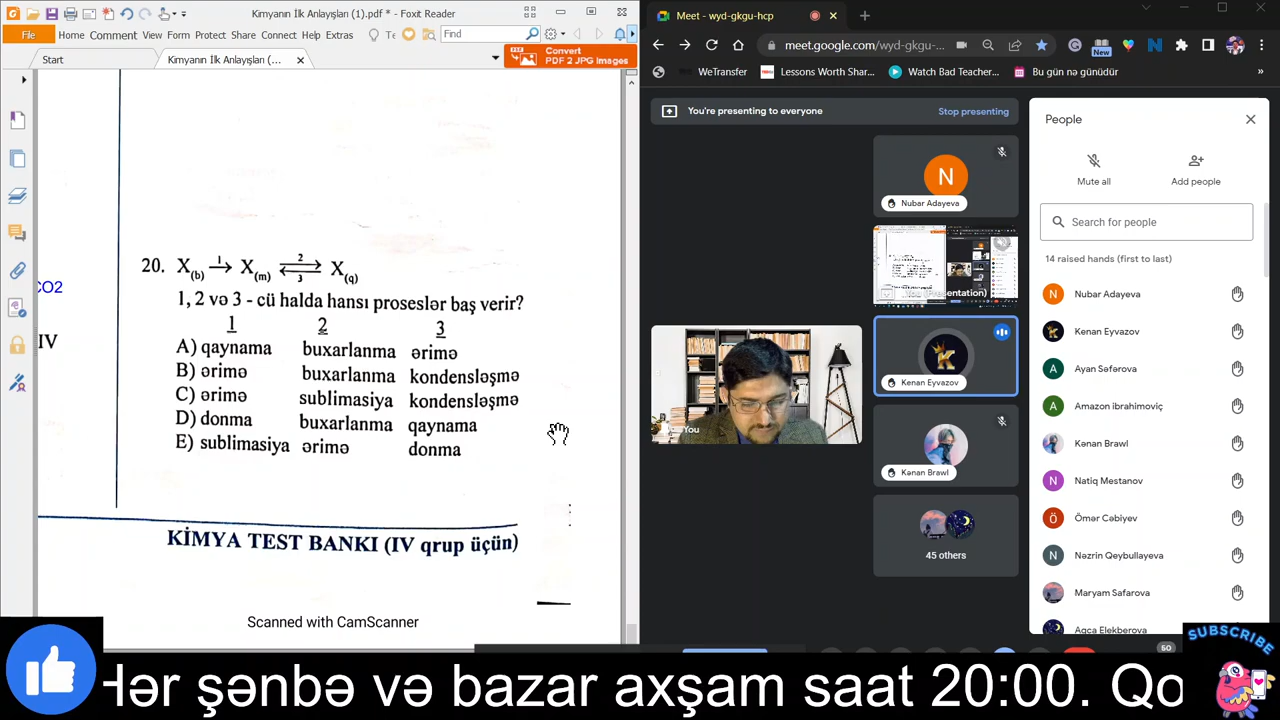 Kimyanın İlk Anlayışları (1).pdf * - Foxit Reader
File Home Comment View Form Protect Share Connect Help Extras
Find
Start
Kimyanın İlk Anlayışları (...
Convert
PDF 2 JPG Images
CO2
IV
20. X(b) 1→ X(m) 2⇄3 X(q)
1, 2 və 3 - cü halda hansı proseslər baş verir?
1 2 3
A) qaynama buxarlanma ərimə
B) ərimə buxarlanma kondensləşmə
C) ərimə sublimasiya kondensləşmə
D) donma buxarlanma qaynama
E) sublimasiya ərimə donma
KİMYA TEST BANKI (IV qrup üçün)
Scanned with CamScanner
Meet - wyd-gkgu-hcp
meet.google.com/wyd-gkgu-...
New
WeTransfer
Lessons Worth Shar...
Watch Bad Teacher...
Bu gün nə günüdür
»
You're presenting to everyone
Stop presenting
N
Nubar Adayeva
You
K
Kenan Eyvazov
Kənan Brawl
45 others
People
Mute all
Add people
Search for people
14 raised hands (first to last)
N Nubar Adayeva
Kenan Eyvazov
A Ayan Səfərova
A Amazon ibrahimoviç
Kənan Brawl
N Natiq Mestanov
Ö Ömər Cəbiyev
N Nəzrin Qeybullayeva
Maryam Safarova
A Aqca Elekberova
50
SUBSCRIBE
Hər şənbə və bazar axşam saat 20:00. Qo